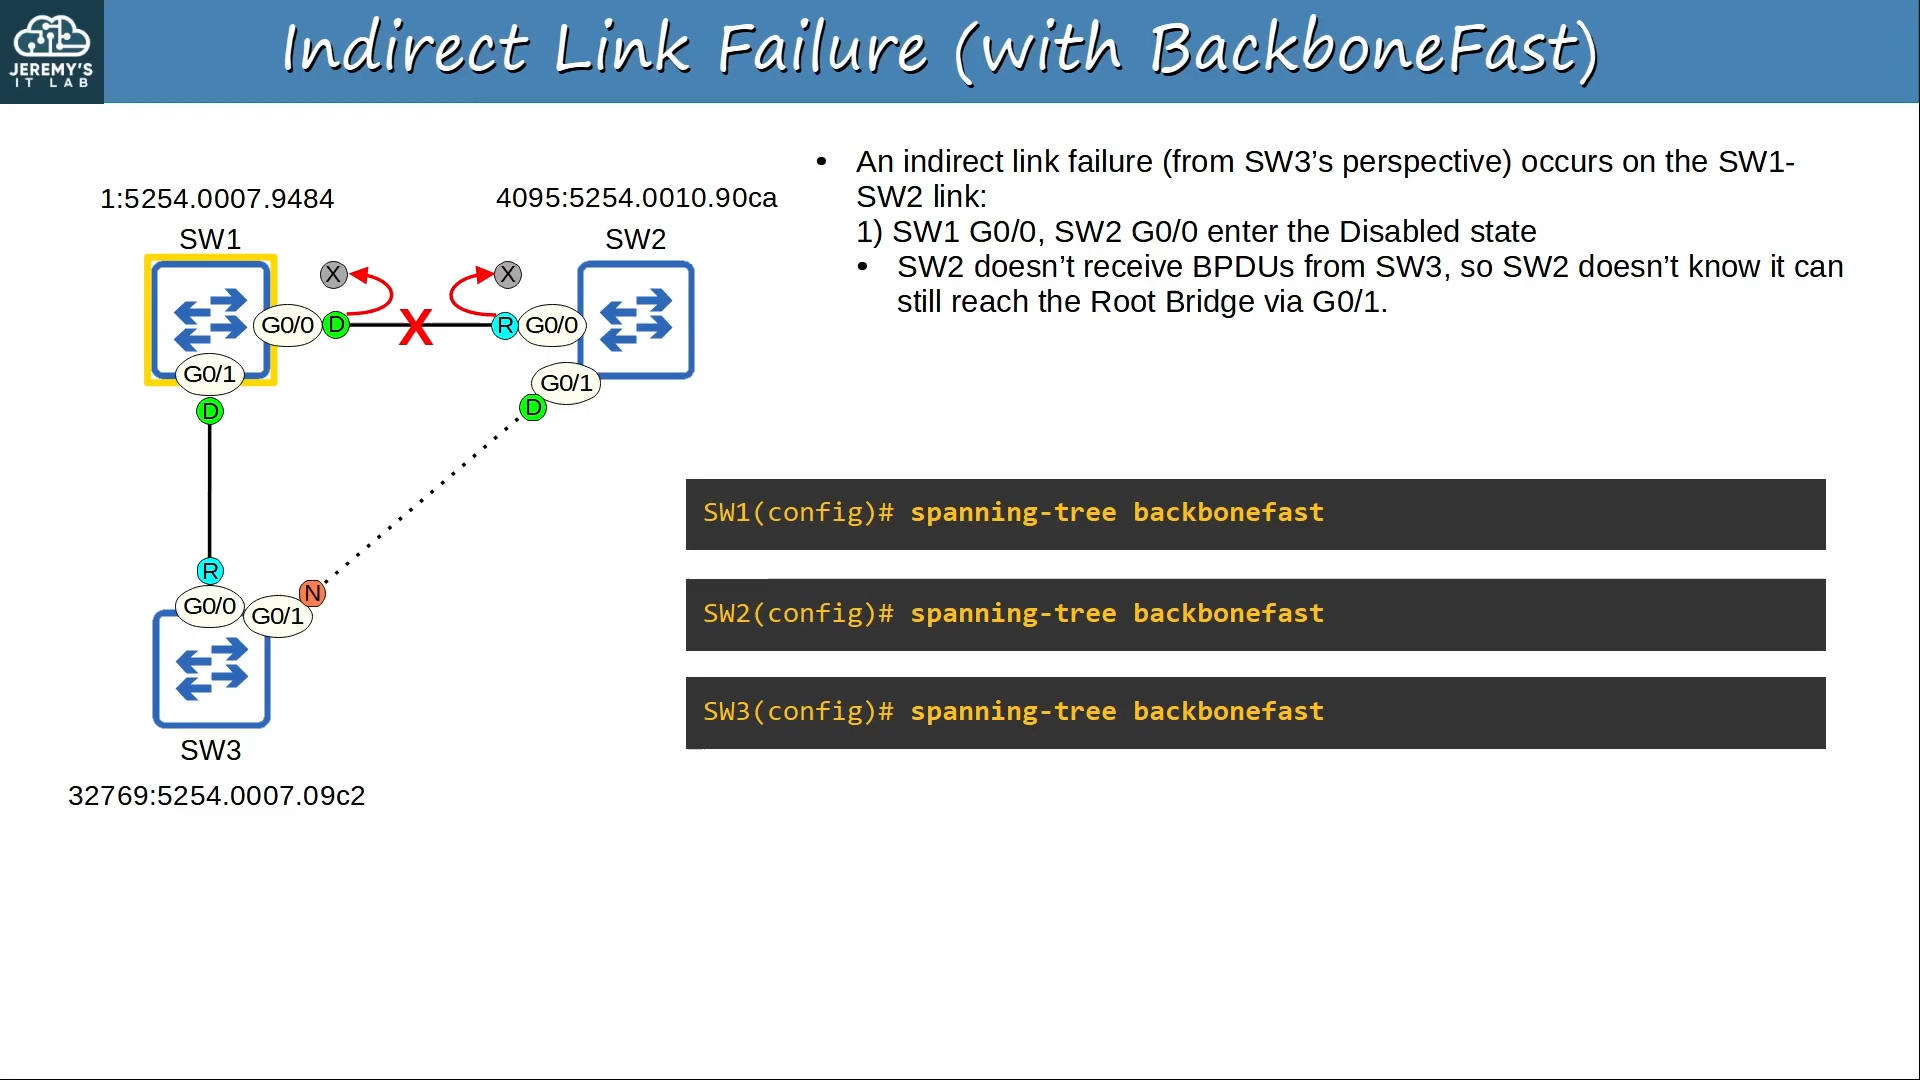 JEREMY'S
IT LAB
Indirect Link Failure (with BackboneFast)
• An indirect link failure (from SW3’s perspective) occurs on the SW1-
SW2 link:
1) SW1 G0/0, SW2 G0/0 enter the Disabled state
• SW2 doesn’t receive BPDUs from SW3, so SW2 doesn’t know it can
still reach the Root Bridge via G0/1.
1:5254.0007.9484
4095:5254.0010.90ca
SW1
SW2
X
X
G0/0
D
X
R
G0/0
G0/1
G0/1
D
D
R
N
G0/0
G0/1
SW3
32769:5254.0007.09c2
SW1(config)# spanning-tree backbonefast
SW2(config)# spanning-tree backbonefast
SW3(config)# spanning-tree backbonefast